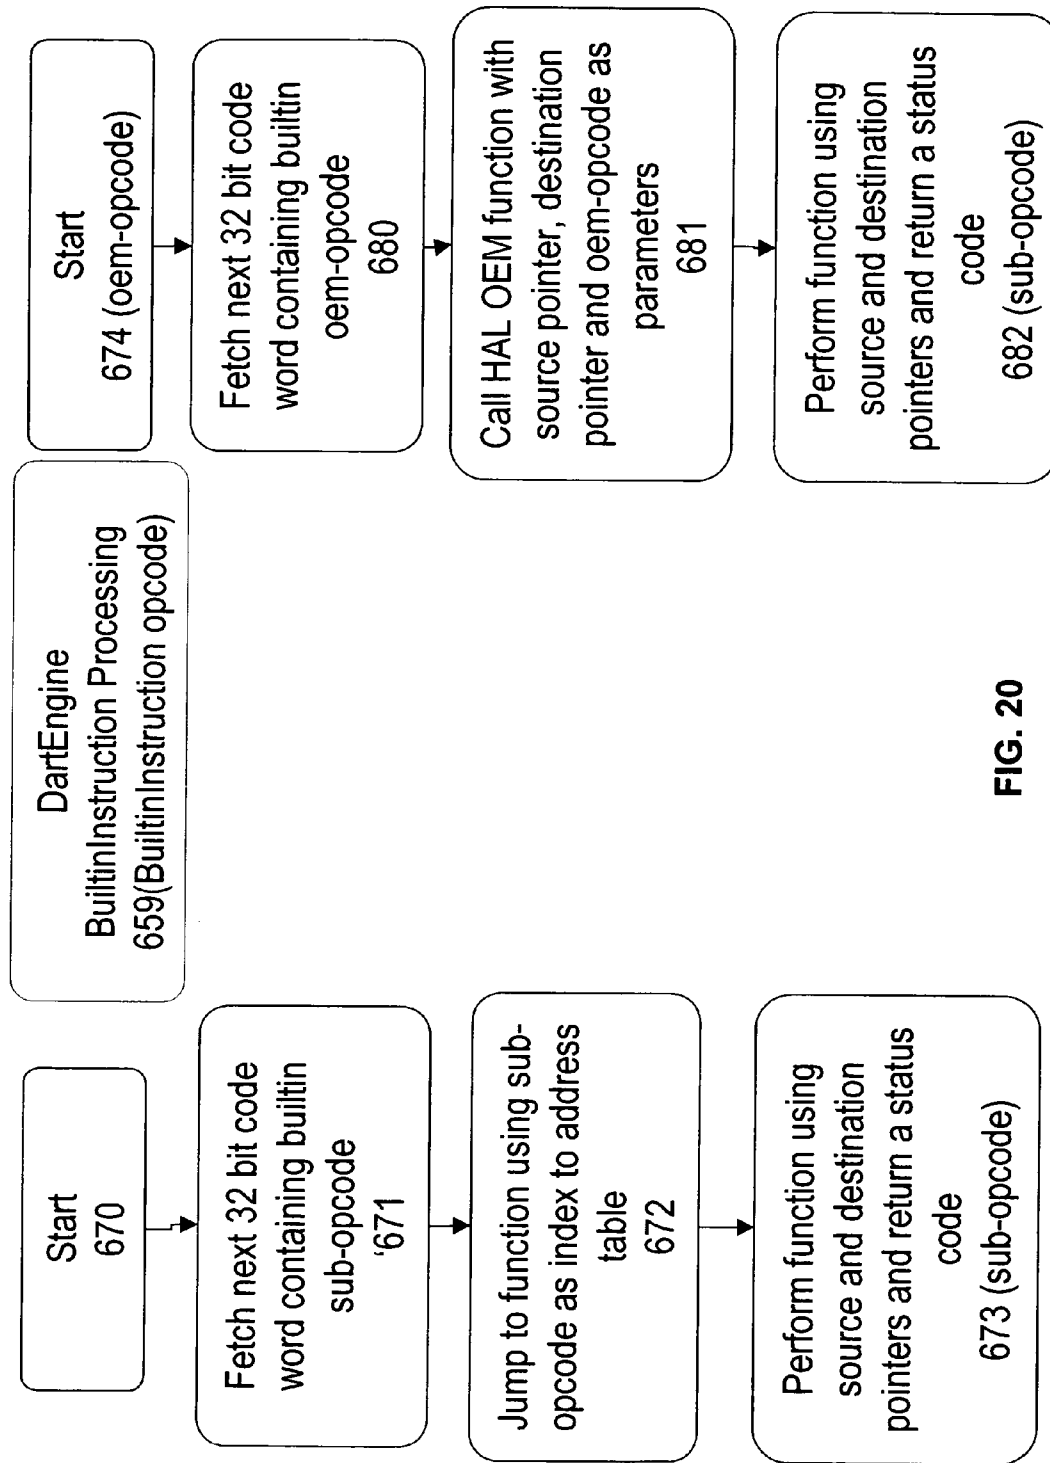 DartEngine
BuiltinInstruction Processing
659(BuiltinInstruction opcode)
Start
670
Fetch next 32 bit code
word containing builtin
sub-opcode
‘671
Jump to function using sub-
opcode as index to address
table
672
Perform function using
source and destination
pointers and return a status
code
673 (sub-opcode)
Start
674 (oem-opcode)
Fetch next 32 bit code
word containing builtin
oem-opcode
680
Call HAL OEM function with
source pointer, destination
pointer and oem-opcode as
parameters
681
Perform function using
source and destination
pointers and return a status
code
682 (sub-opcode)
FIG. 20